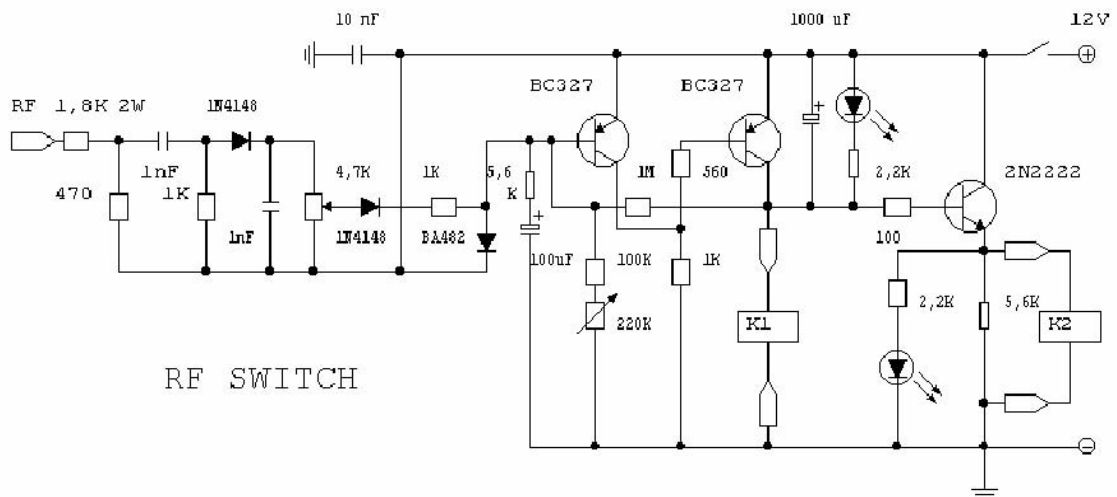 10 nF
1000 uF
12V
BC327
BC327
RF 1,8K 2W
1N4148
1nF
4,7K
1K
5,6
K
1M
560
2,2K
2N2222
470
1K
1nF
1N4148
BA482
100uF
100K
1K
100
220K
K1
2,2K
5,6K
K2
RF SWITCH